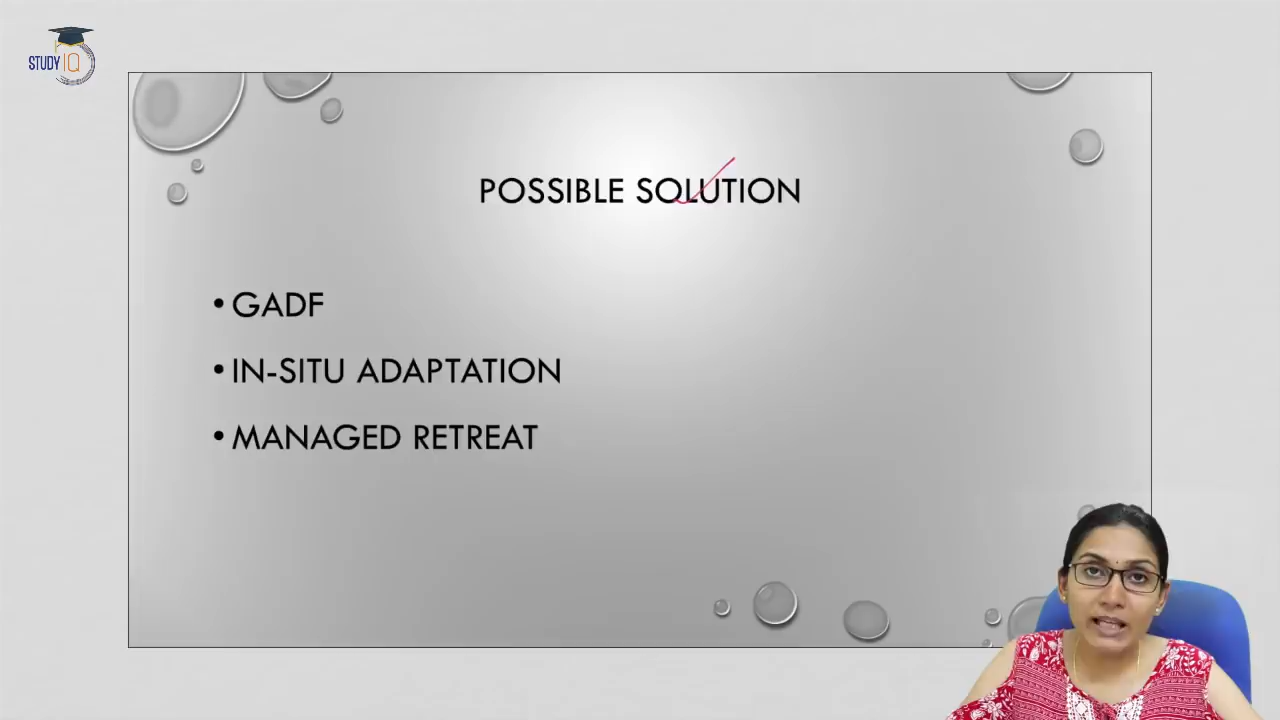 STUDY IQ
POSSIBLE SOLUTION
• GADF
• IN-SITU ADAPTATION
• MANAGED RETREAT